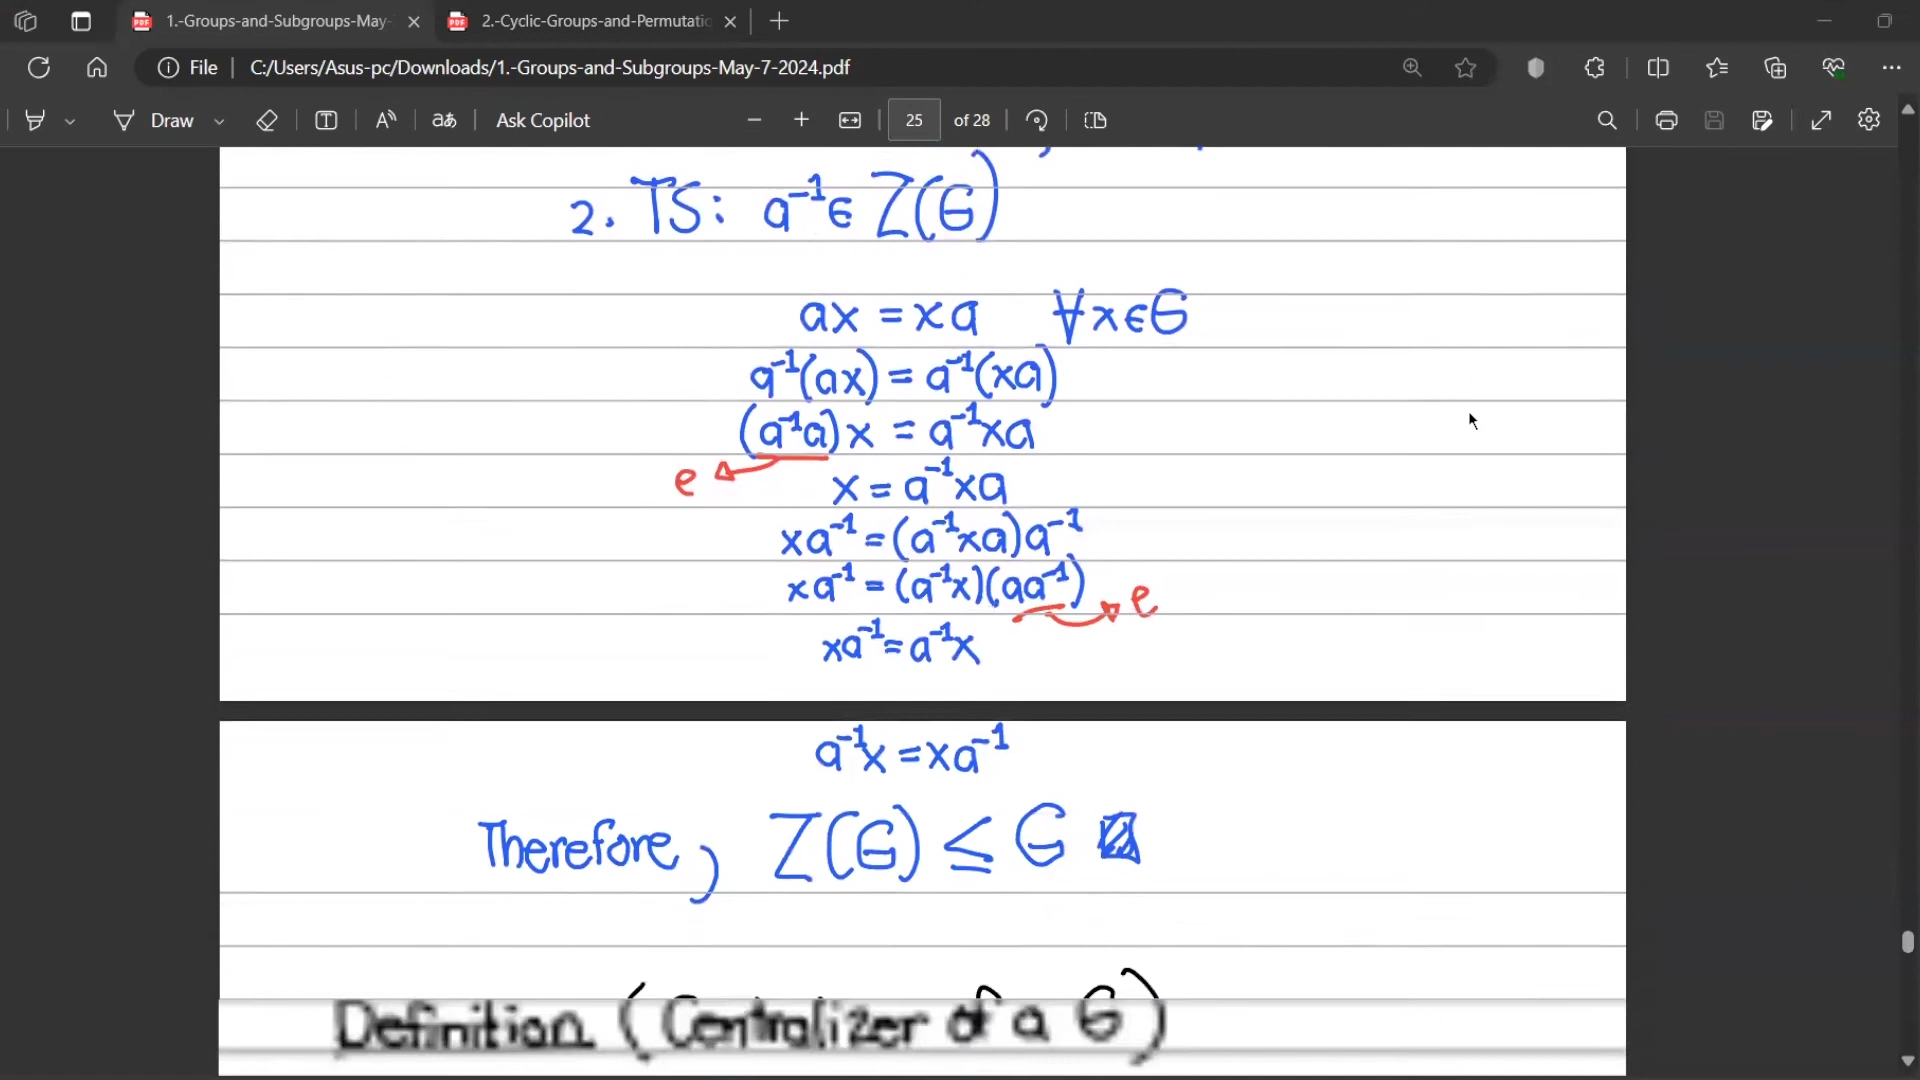 1.-Groups-and-Subgroups-May-
2.-Cyclic-Groups-and-Permutatio
File
C:/Users/Asus-pc/Downloads/1.-Groups-and-Subgroups-May-7-2024.pdf
Draw
Ask Copilot
25 of 28
2. TS: a⁻¹ ∈ Z(G)
ax = xa ∀x∈G
a⁻¹(ax) = a⁻¹(xa)
(a⁻¹a)x = a⁻¹xa
e
x = a⁻¹xa
xa⁻¹ = (a⁻¹xa)a⁻¹
xa⁻¹ = (a⁻¹x)(aa⁻¹)
e
xa⁻¹ = a⁻¹x
a⁻¹x = xa⁻¹
Therefore, Z(G) ≤ G
Definition (Centralizer of a G)